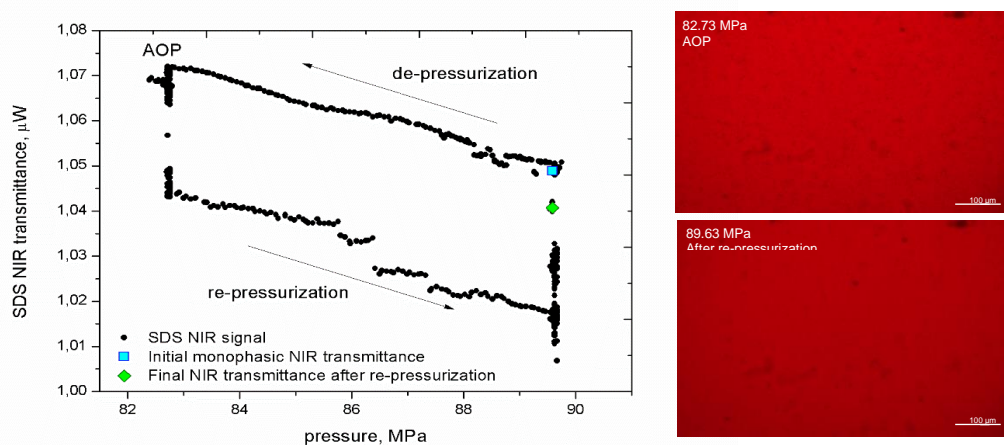 1,08
1,07
1,06
1,05
1,04
1,03
1,02
1,01
1,00
SDS NIR transmittance, μW
AOP
de-pressurization
re-pressurization
SDS NIR signal
Initial monophasic NIR transmittance
Final NIR transmittance after re-pressurization
82
84
86
88
90
pressure, MPa
82.73 MPa
AOP
100 μm
89.63 MPa
After re-pressurization
100 μm